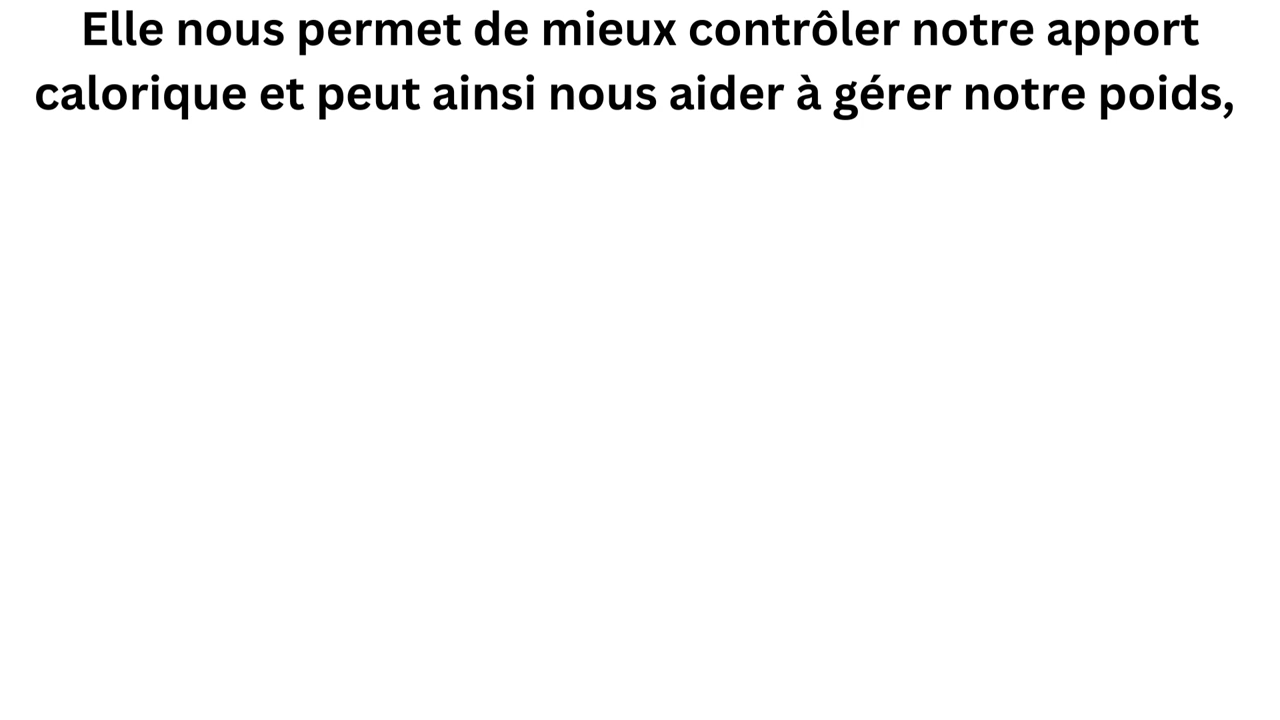 Elle nous permet de mieux contrôler notre apport
calorique et peut ainsi nous aider à gérer notre poids,